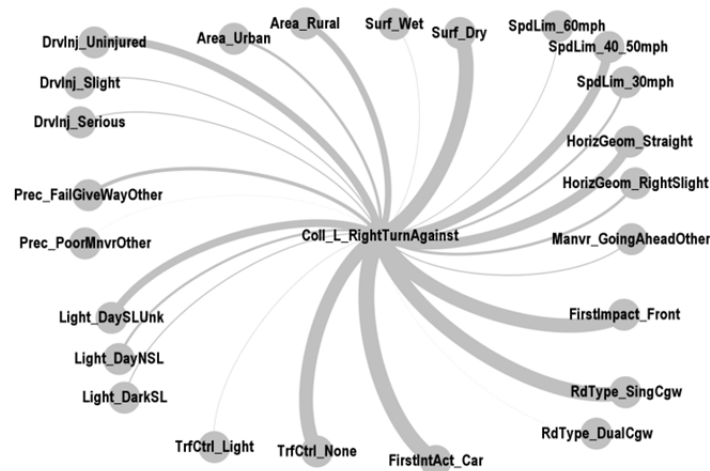 Area_Rural
Surf_Wet
SpdLim_60mph
Area_Urban
Surf_Dry
DrvInj_Uninjured
SpdLim_40_50mph
DrvInj_Slight
SpdLim_30mph
DrvInj_Serious
HorizGeom_Straight
HorizGeom_RightSlight
Prec_FailGiveWayOther
Coll_L_RightTurnAgainst
Manvr_GoingAheadOther
Prec_PoorMnvrOther
Light_DaySLUnk
FirstImpact_Front
Light_DayNSL
Light_DarkSL
RdType_SingCgw
RdType_DualCgw
TrfCtrl_Light
TrfCtrl_None
FirstIntAct_Car